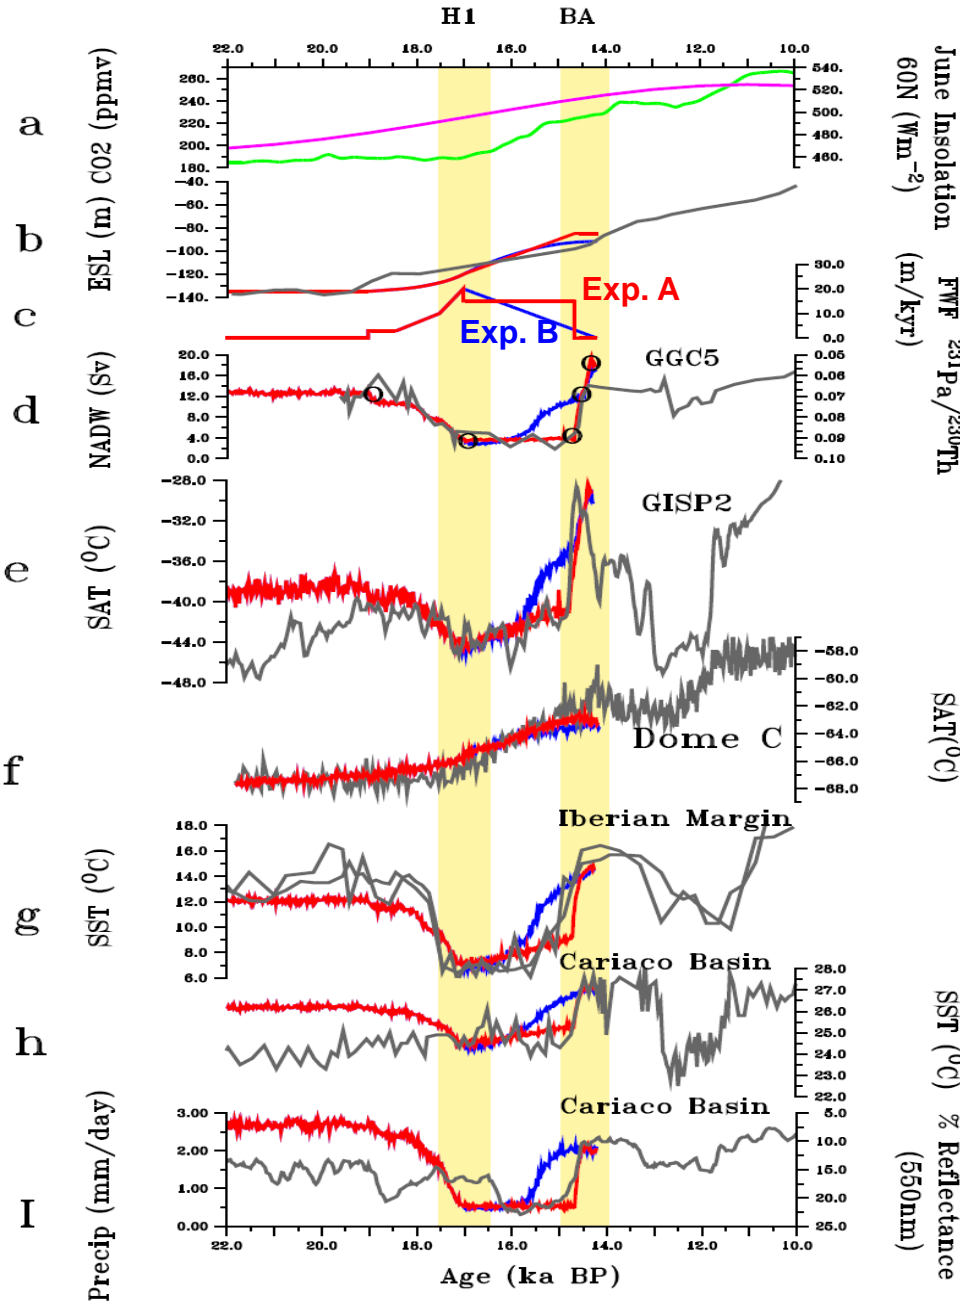 H1 BA
22.0 20.0 18.0 16.0 14.0 12.0 10.0
a
CO2 (ppmv)
260.
240.
220.
200.
180.
540.
520.
500.
480.
460.
June Insolation
60N (Wm-2)
b
ESL (m)
-40.
-60.
-80.
-100.
-120.
-140.
c
Exp. A
Exp. B
30.0
20.0
10.0
0.0
FWF
(m/kyr)
d
NADW (Sv)
20.0
16.0
12.0
8.0
4.0
0.0
GGC5
0.05
0.06
0.07
0.08
0.09
0.10
231Pa/230Th
e
SAT (0C)
-28.0
-32.0
-36.0
-40.0
-44.0
-48.0
GISP2
f
Dome C
-58.0
-60.0
-62.0
-64.0
-66.0
-68.0
SAT(0C)
g
SST (0C)
18.0
16.0
14.0
12.0
10.0
8.0
6.0
Iberian Margin
h
Cariaco Basin
28.0
27.0
26.0
25.0
24.0
23.0
22.0
SST (0C)
I
Precip (mm/day)
3.00
2.00
1.00
0.00
Cariaco Basin
5.0
10.0
15.0
20.0
25.0
% Reflectance
(550nm)
22.0 20.0 18.0 16.0 14.0 12.0 10.0
Age (ka BP)